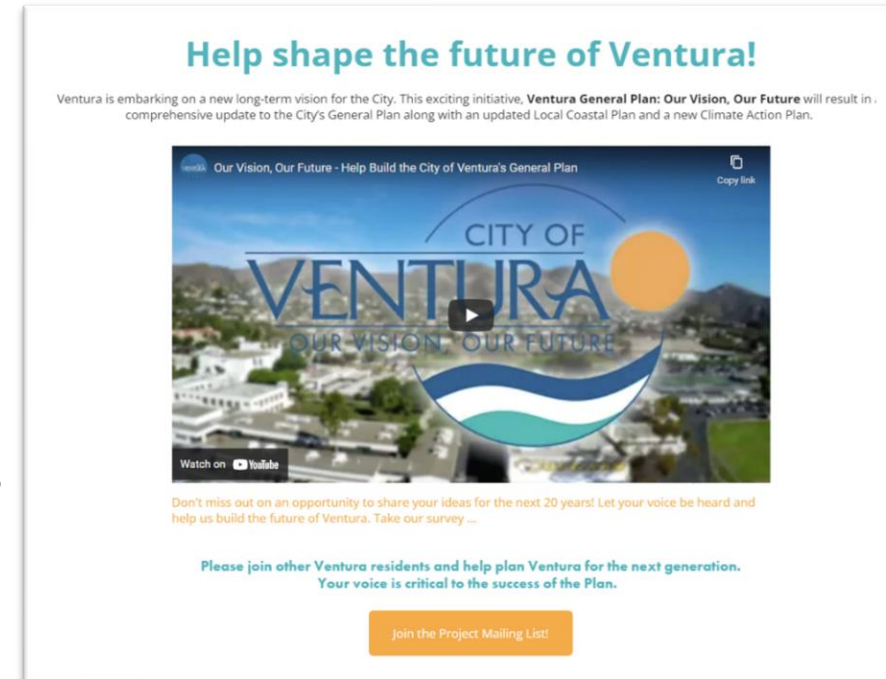 Help shape the future of Ventura!
Ventura is embarking on a new long-term vision for the City. This exciting initiative, Ventura General Plan: Our Vision, Our Future will result in
comprehensive update to the City's General Plan along with an updated Local Coastal Plan and a new Climate Action Plan.
Our Vision, Our Future - Help Build the City of Ventura's General Plan
Copy link
CITY OF
VENTURA
OUR VISION, OUR FUTURE
Watch on YouTube
Don't miss out on an opportunity to share your ideas for the next 20 years! Let your voice be heard and
help us build the future of Ventura. Take our survey ...
Please join other Ventura residents and help plan Ventura for the next generation.
Your voice is critical to the success of the Plan.
Join the Project Mailing List!